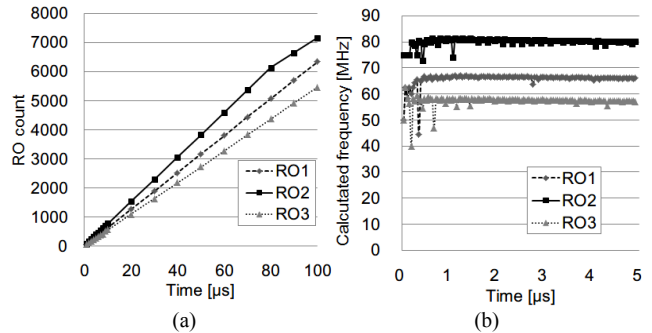 8000
7000
6000
5000
4000
3000
2000
1000
0
RO count
0
20
40
60
80
100
Time [µs]
RO1
RO2
RO3
(a)
90
80
70
60
50
40
30
20
10
0
Calculated frequency [MHz]
0
1
2
3
4
5
Time [µs]
RO1
RO2
RO3
(b)